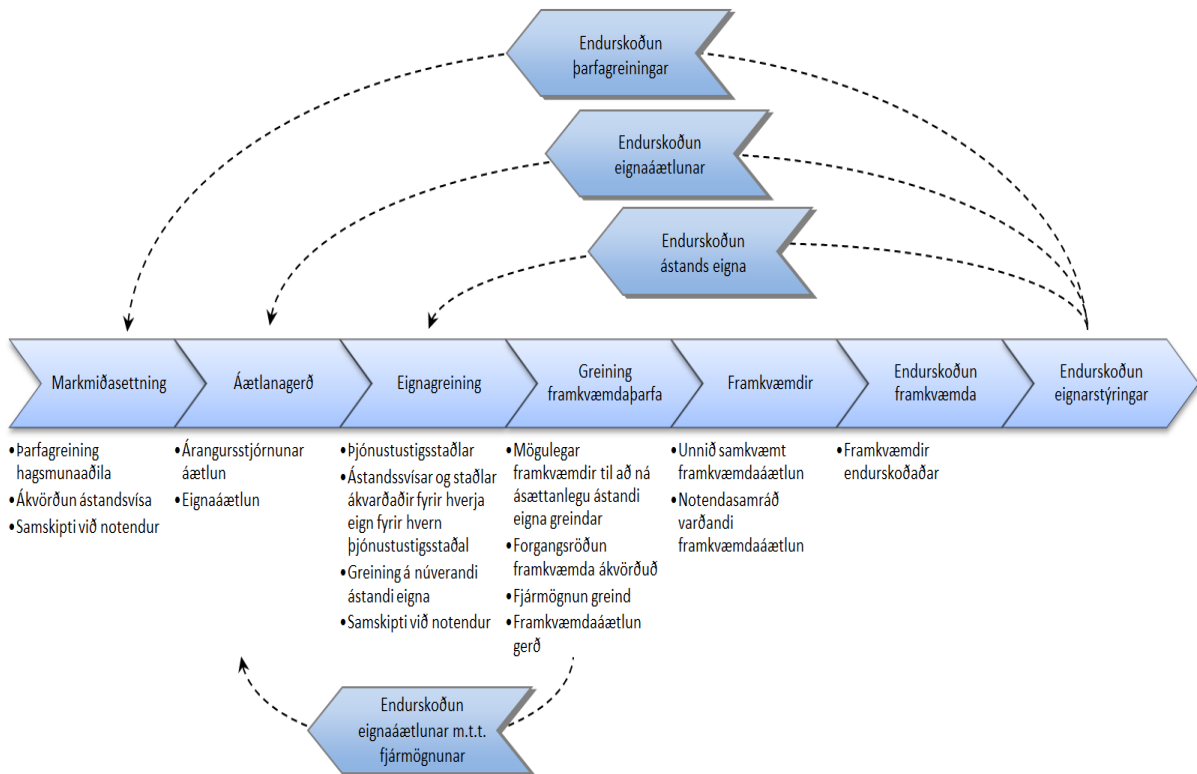 Endurskoðun
þarfagreiningar
Endurskoðun
eignaáætlunar
Endurskoðun
ástands eigna
Markmiðasettning
Áætlanagerð
Eignagreining
Greining
framkvæmdaþarfa
Framkvæmdir
Endurskoðun
framkvæmda
Endurskoðun
eignarstýringar
•Þarfagreining
hagsmunaaðila
•Ákvörðun ástandsvísa
•Samskipti við notendur
•Árangursstjórnunar
áætlun
•Eignaáætlun
•Þjónustustigsstaðlar
•Ástandssvísar og staðlar
ákvarðaðir fyrir hverja
eign fyrir hvern
þjónustustigsstaðal
•Greining á núverandi
ástandi eigna
•Samskipti við notendur
•Mögulegar
framkvæmdir til að ná
ásættanlegu ástandi
eigna greindar
•Forgangsröðun
framkvæmda ákvörðuð
•Fjármögnun greind
•Framkvæmdaáætlun
gerð
•Unnið samkvæmt
framkvæmdaáætlun
•Notendasamráð
varðandi
framkvæmdaáætlun
•Framkvæmdir
endurskoðaðar
Endurskoðun
eignaáætlunar m.t.t.
fjármögnunar